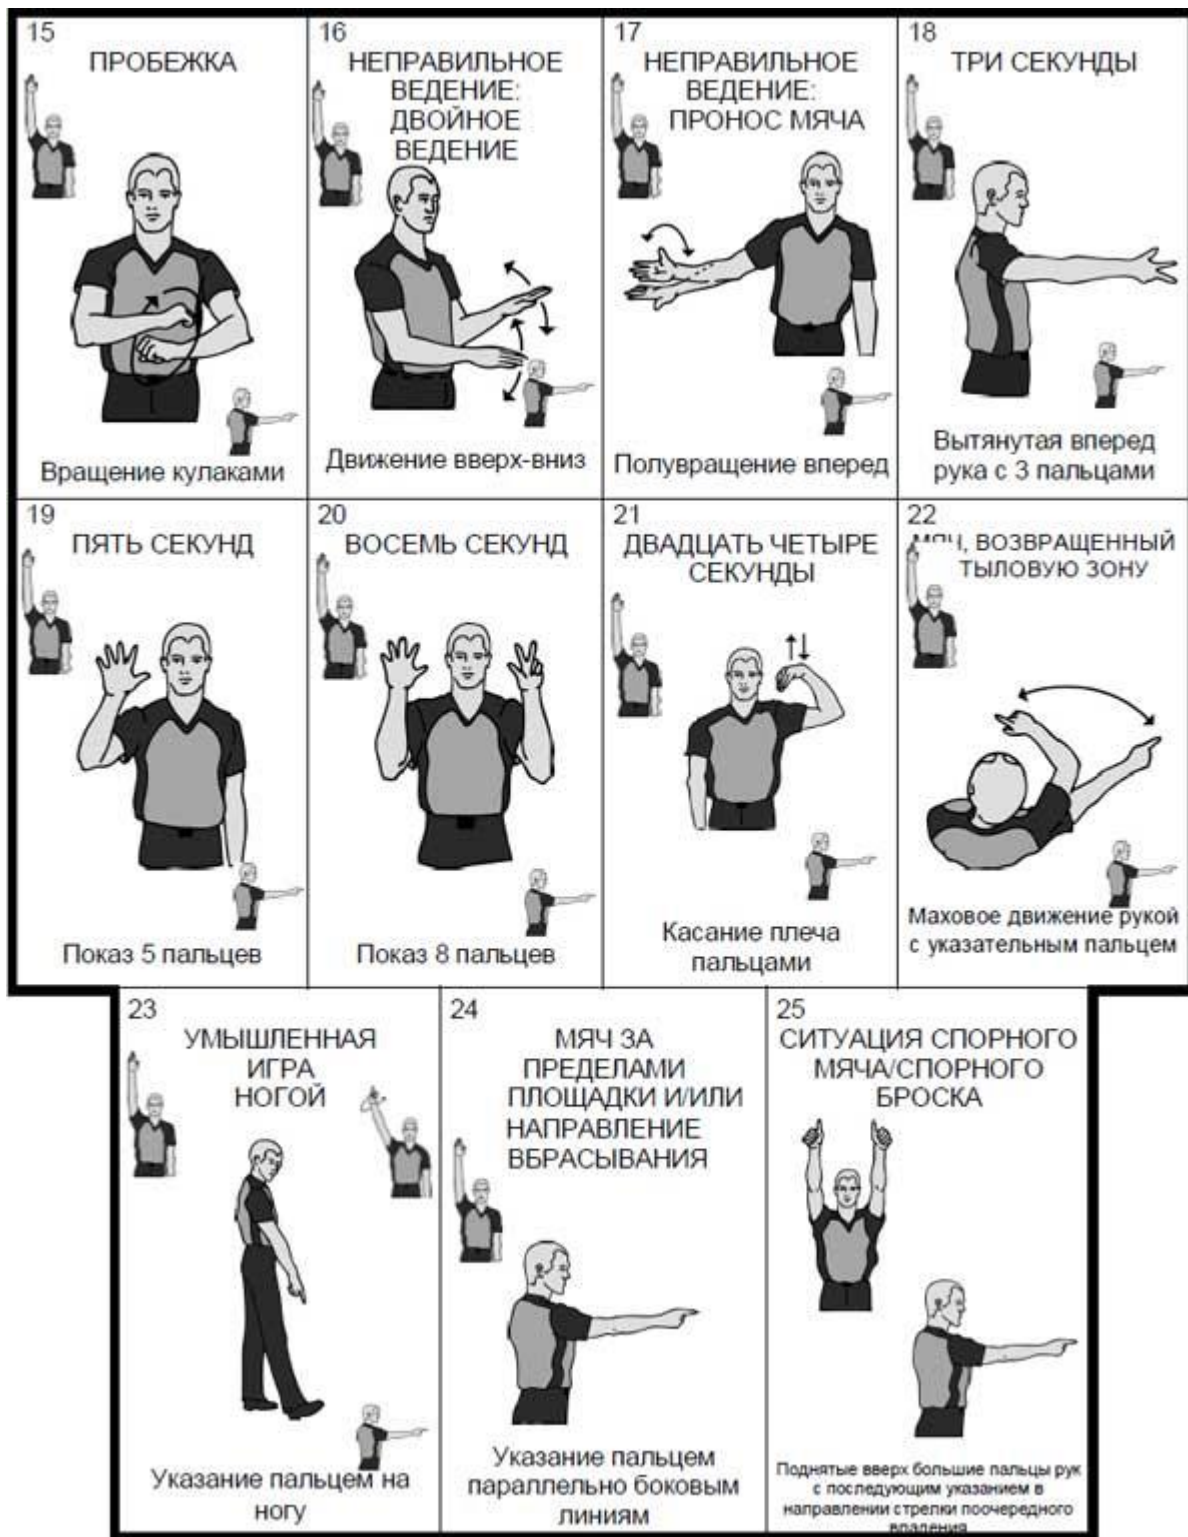 15
ПРОБЕЖКА
Вращение кулаками
16
НЕПРАВИЛЬНОЕ
ВЕДЕНИЕ:
ДВОЙНОЕ
ВЕДЕНИЕ
Движение вверх-вниз
17
НЕПРАВИЛЬНОЕ
ВЕДЕНИЕ:
ПРОНОС МЯЧА
Полувращение вперед
18
ТРИ СЕКУНДЫ
Вытянутая вперед
рука с 3 пальцами
19
ПЯТЬ СЕКУНД
Показ 5 пальцев
20
ВОСЕМЬ СЕКУНД
Показ 8 пальцев
21
ДВАДЦАТЬ ЧЕТЫРЕ
СЕКУНДЫ
Касание плеча
пальцами
22
МЯЧ, ВОЗВРАЩЕННЫЙ
ТЫЛОВУЮ ЗОНУ
Маховое движение рукой
с указательным пальцем
23
УМЫШЛЕННАЯ
ИГРА
НОГОЙ
Указание пальцем на
ногу
24
МЯЧ ЗА
ПРЕДЕЛАМИ
ПЛОЩАДКИ И/ИЛИ
НАПРАВЛЕНИЕ
ВБРАСЫВАНИЯ
Указание пальцем
параллельно боковым
линиям
25
СИТУАЦИЯ СПОРНОГО
МЯЧА/СПОРНОГО
БРОСКА
Поднятые вверх большие пальцы рук
с последующим указанием в
направлении стрелки поочередного
владения